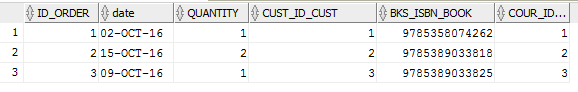 ID_ORDER date QUANTITY CUST_ID_CUST BKS_ISBN_BOOK COUR_ID...
1 1 02-OCT-16 1 1 9785358074262 1
2 2 15-OCT-16 2 2 9785389033818 2
3 3 09-OCT-16 1 3 9785389033825 3